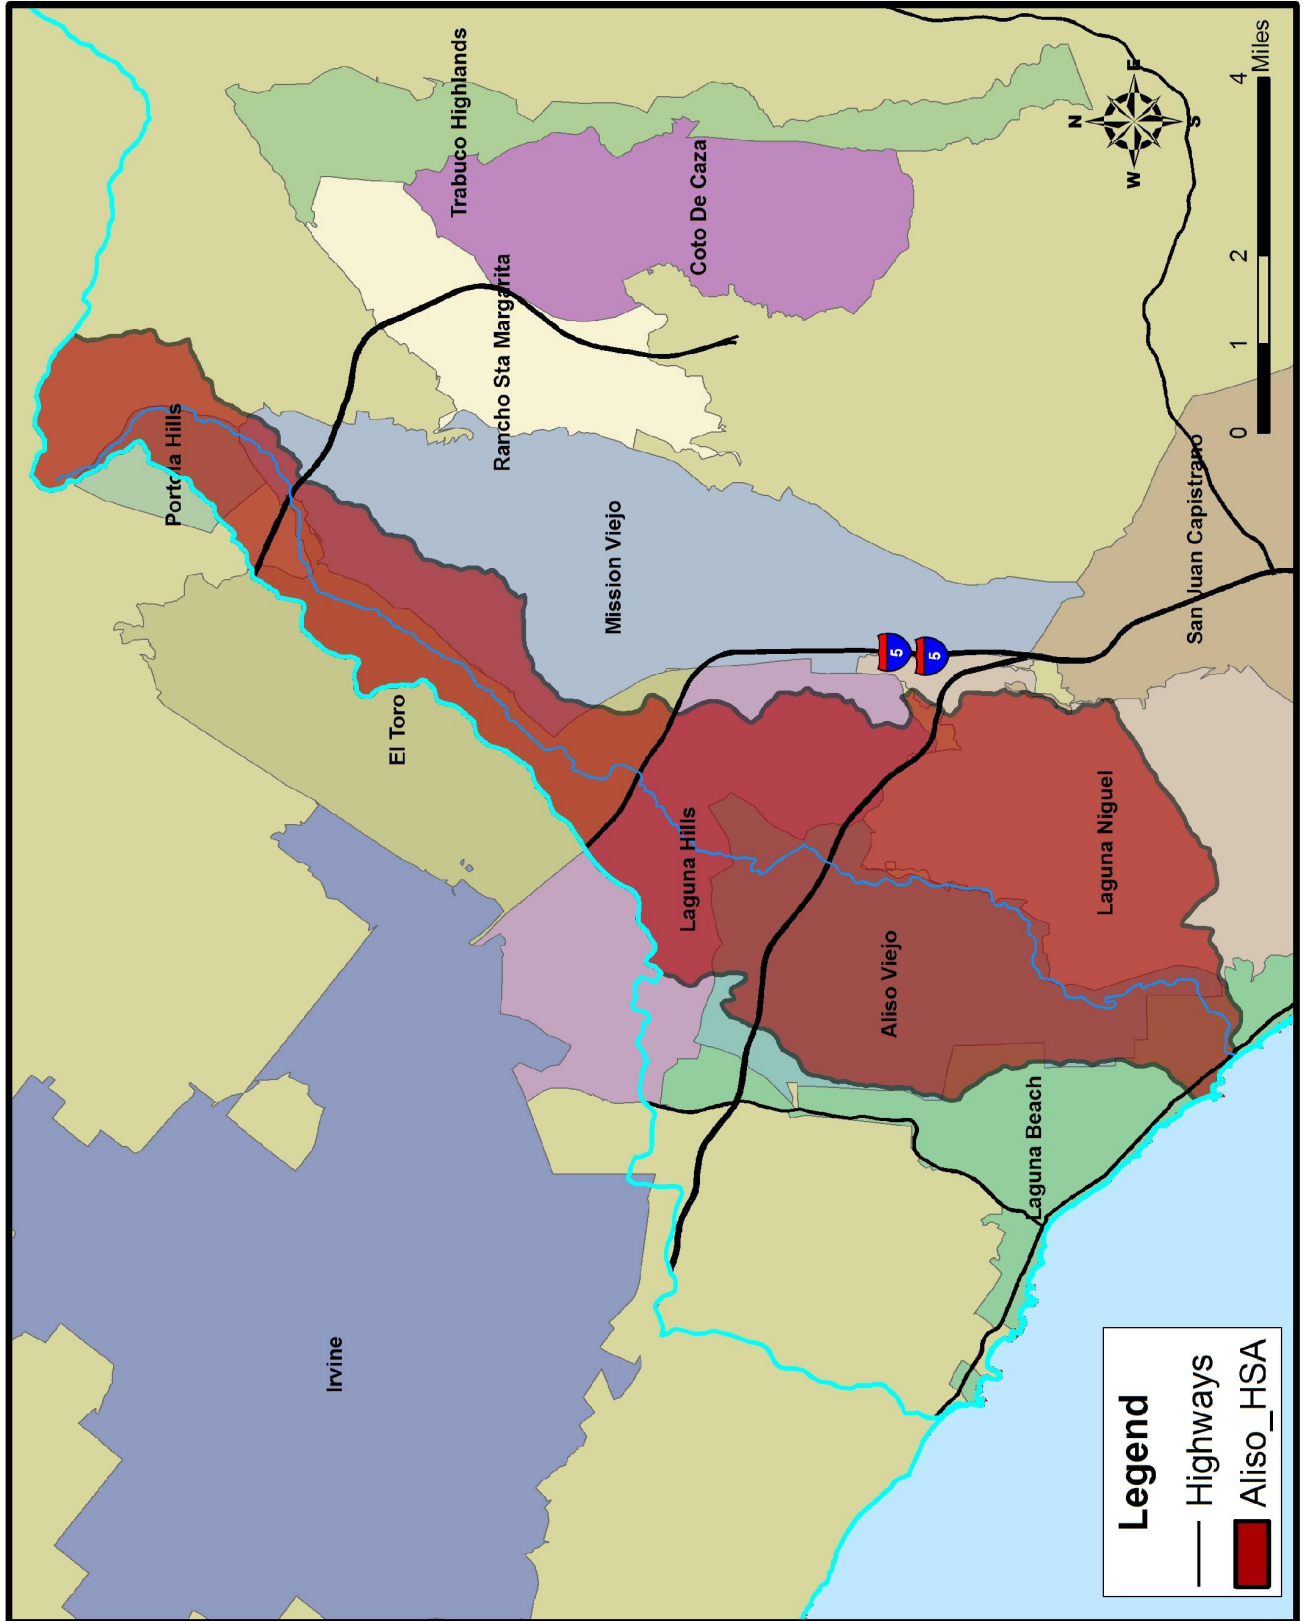 Portola Hills
Trabuco Highlands
El Toro
Rancho Sta Margarita
Coto De Caza
Irvine
Mission Viejo
Laguna Hills
5
5
Aliso Viejo
Laguna Niguel
Laguna Beach
San Juan Capistrano
N
W
E
S
0
1
2
4
Miles
Legend
Highways
Aliso_HSA